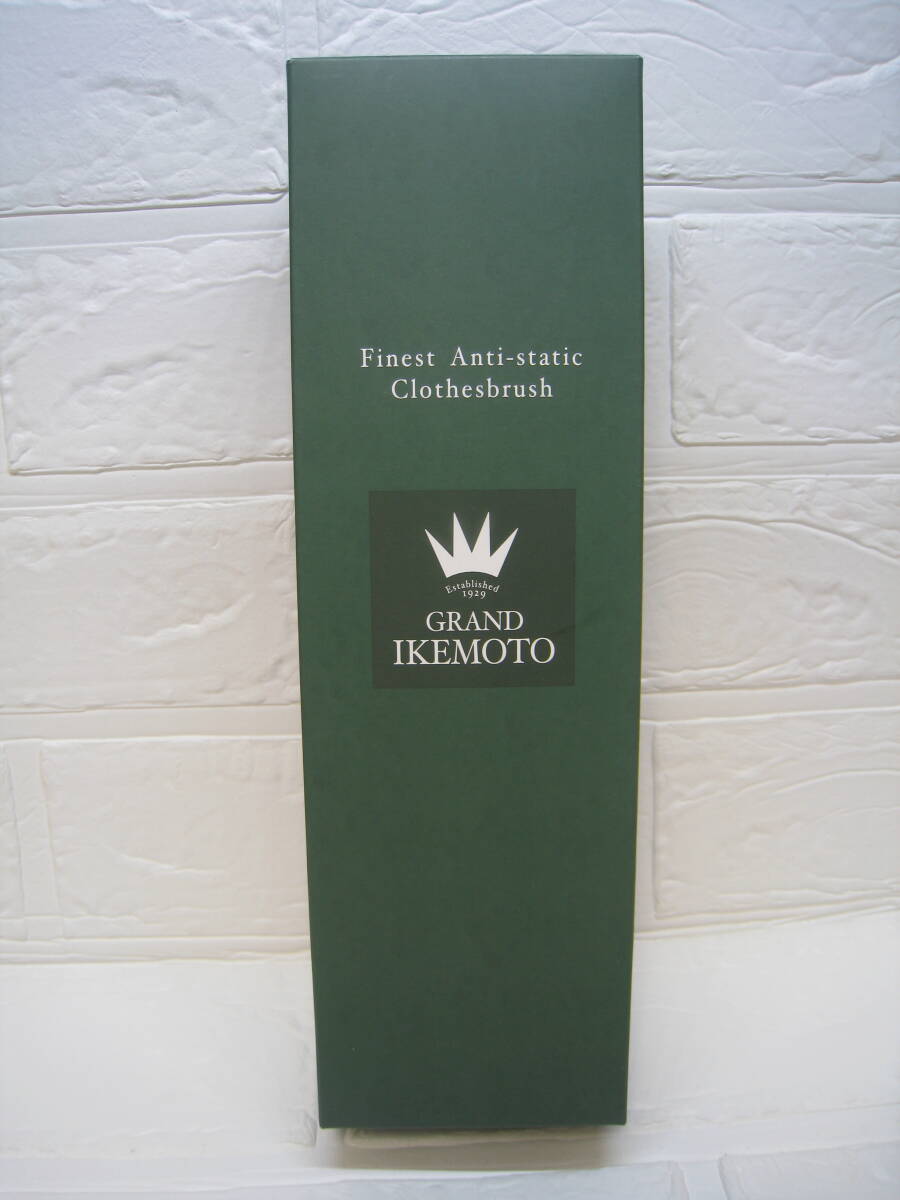 Finest Anti-static
Clothesbrush
Established
1929
GRAND
IKEMOTO